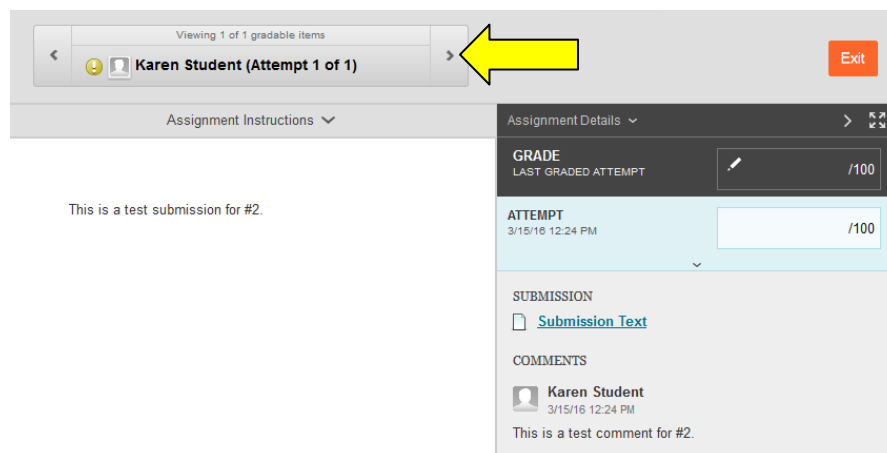 Viewing 1 of 1 gradable items
Karen Student (Attempt 1 of 1)
Exit
Assignment Instructions
This is a test submission for #2.
Assignment Details
GRADE
LAST GRADED ATTEMPT
/100
ATTEMPT
3/15/16 12:24 PM
/100
SUBMISSION
Submission Text
COMMENTS
Karen Student
3/15/16 12:24 PM
This is a test comment for #2.